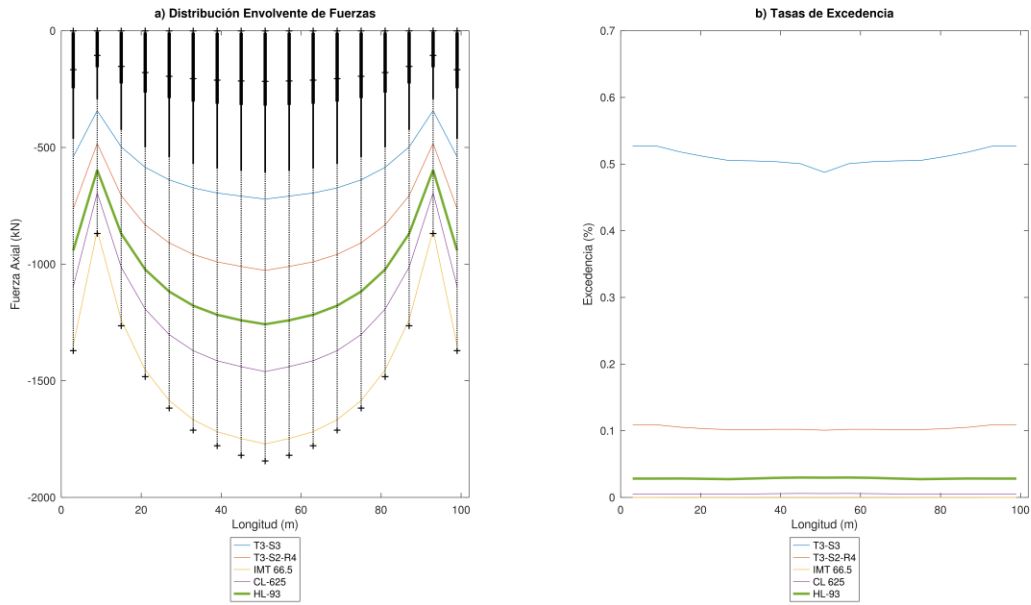 a) Distribución Envolvente de Fuerzas
0
-500
-1000
-1500
-2000
Fuerza Axial (kN)
0
20
40
60
80
100
Longitud (m)
T3-S3
T3-S2-R4
IMT 66.5
CL-625
HL-93
b) Tasas de Excedencia
0.7
0.6
0.5
0.4
0.3
0.2
0.1
0
Excedencia (%)
0
20
40
60
80
100
Longitud (m)
T3-S3
T3-S2-R4
IMT 66.5
CL 625
HL-93